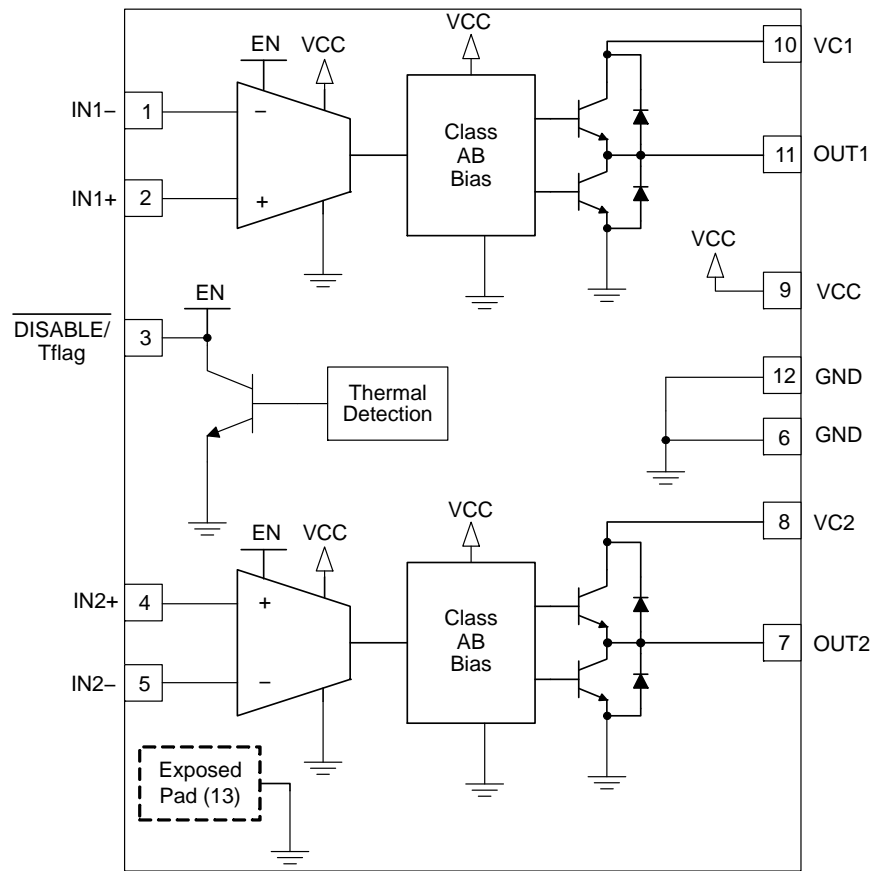 EN
VCC
VCC
10 VC1
IN1− 1
−
Class
AB
Bias
11 OUT1
IN1+ 2
+
VCC
9 VCC
EN
DISABLE/
Tflag
3
Thermal
Detection
12 GND
6 GND
EN
VCC
VCC
8 VC2
IN2+ 4
+
Class
AB
Bias
7 OUT2
IN2− 5
−
Exposed
Pad (13)